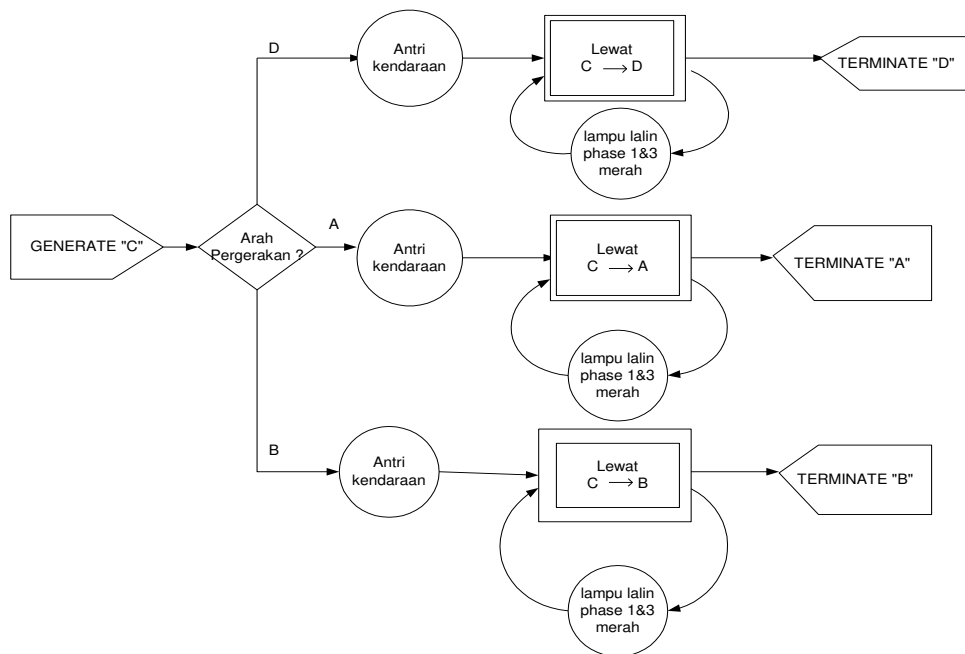 D
Antri
kendaraan
Lewat
C → D
TERMINATE "D"
lampu lalin
phase 1&3
merah
GENERATE "C"
Arah
Pergerakan ?
A
Antri
kendaraan
Lewat
C → A
TERMINATE "A"
lampu lalin
phase 1&3
merah
B
Antri
kendaraan
Lewat
C → B
TERMINATE "B"
lampu lalin
phase 1&3
merah